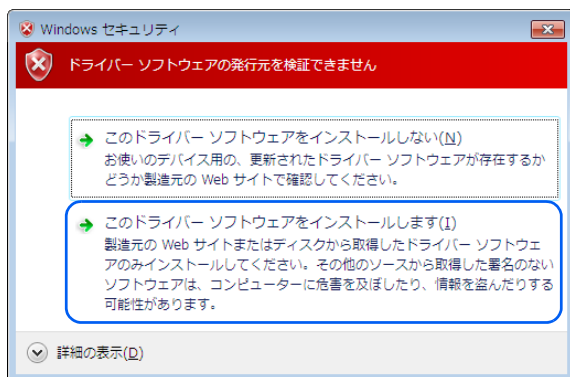 Windows セキュリティ
ドライバー ソフトウェアの発行元を検証できません
このドライバー ソフトウェアをインストールしない(N)
お使いのデバイス用の、更新されたドライバー ソフトウェアが存在するか
どうか製造元の Web サイトで確認してください。
このドライバー ソフトウェアをインストールします(I)
製造元の Web サイトまたはディスクから取得したドライバー ソフトウェ
アのみインストールしてください。その他のソースから取得した署名のない
ソフトウェアは、コンピューターに危害を及ぼしたり、情報を盗んだりする
可能性があります。
詳細の表示(D)